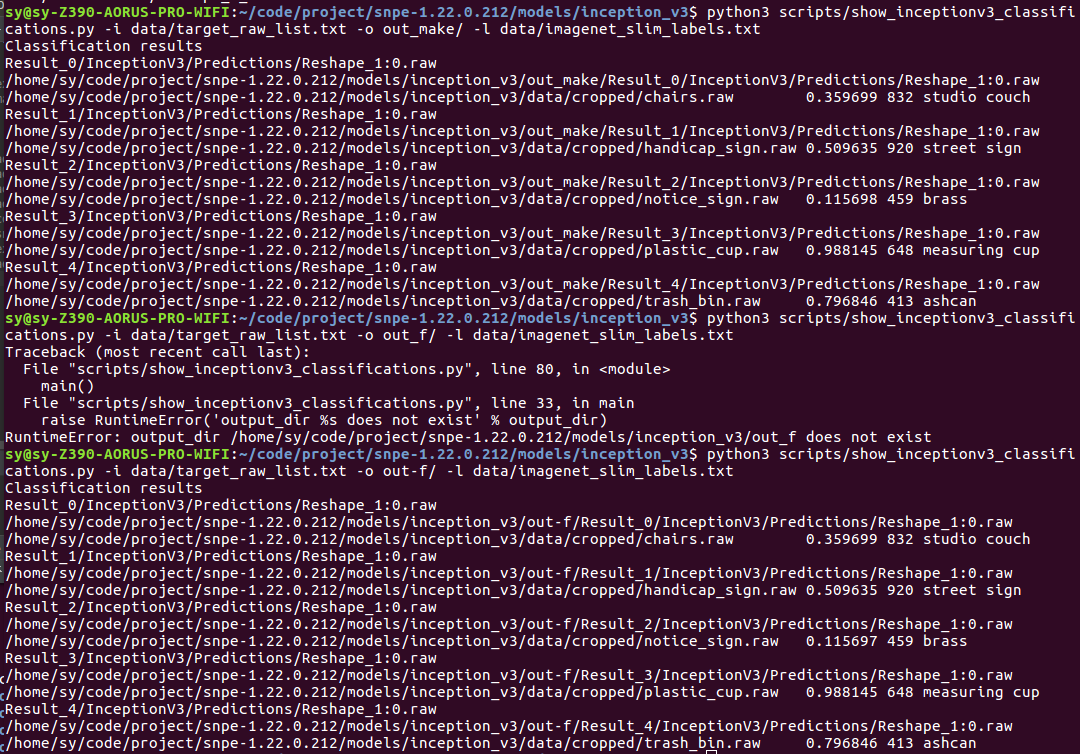 sy@sy-Z390-AORUS-PRO-WIFI:~/code/project/snpe-1.22.0.212/models/inception_v3$ python3 scripts/show_inceptionv3_classifi
cations.py -i data/target_raw_list.txt -o out_make/ -l data/imagenet_slim_labels.txt
Classification results
Result_0/InceptionV3/Predictions/Reshape_1:0.raw
/home/sy/code/project/snpe-1.22.0.212/models/inception_v3/out_make/Result_0/InceptionV3/Predictions/Reshape_1:0.raw
/home/sy/code/project/snpe-1.22.0.212/models/inception_v3/data/cropped/chairs.raw        0.359699 832 studio couch
Result_1/InceptionV3/Predictions/Reshape_1:0.raw
/home/sy/code/project/snpe-1.22.0.212/models/inception_v3/out_make/Result_1/InceptionV3/Predictions/Reshape_1:0.raw
/home/sy/code/project/snpe-1.22.0.212/models/inception_v3/data/cropped/handicap_sign.raw 0.509635 920 street sign
Result_2/InceptionV3/Predictions/Reshape_1:0.raw
/home/sy/code/project/snpe-1.22.0.212/models/inception_v3/out_make/Result_2/InceptionV3/Predictions/Reshape_1:0.raw
/home/sy/code/project/snpe-1.22.0.212/models/inception_v3/data/cropped/notice_sign.raw   0.115698 459 brass
Result_3/InceptionV3/Predictions/Reshape_1:0.raw
/home/sy/code/project/snpe-1.22.0.212/models/inception_v3/out_make/Result_3/InceptionV3/Predictions/Reshape_1:0.raw
/home/sy/code/project/snpe-1.22.0.212/models/inception_v3/data/cropped/plastic_cup.raw   0.988145 648 measuring cup
Result_4/InceptionV3/Predictions/Reshape_1:0.raw
/home/sy/code/project/snpe-1.22.0.212/models/inception_v3/out_make/Result_4/InceptionV3/Predictions/Reshape_1:0.raw
/home/sy/code/project/snpe-1.22.0.212/models/inception_v3/data/cropped/trash_bin.raw     0.796846 413 ashcan
sy@sy-Z390-AORUS-PRO-WIFI:~/code/project/snpe-1.22.0.212/models/inception_v3$ python3 scripts/show_inceptionv3_classifi
cations.py -i data/target_raw_list.txt -o out_f/ -l data/imagenet_slim_labels.txt
Traceback (most recent call last):
  File "scripts/show_inceptionv3_classifications.py", line 80, in <module>
    main()
  File "scripts/show_inceptionv3_classifications.py", line 33, in main
    raise RuntimeError('output_dir %s does not exist' % output_dir)
RuntimeError: output_dir /home/sy/code/project/snpe-1.22.0.212/models/inception_v3/out_f does not exist
sy@sy-Z390-AORUS-PRO-WIFI:~/code/project/snpe-1.22.0.212/models/inception_v3$ python3 scripts/show_inceptionv3_classifi
cations.py -i data/target_raw_list.txt -o out-f/ -l data/imagenet_slim_labels.txt
Classification results
Result_0/InceptionV3/Predictions/Reshape_1:0.raw
/home/sy/code/project/snpe-1.22.0.212/models/inception_v3/out-f/Result_0/InceptionV3/Predictions/Reshape_1:0.raw
/home/sy/code/project/snpe-1.22.0.212/models/inception_v3/data/cropped/chairs.raw        0.359699 832 studio couch
Result_1/InceptionV3/Predictions/Reshape_1:0.raw
/home/sy/code/project/snpe-1.22.0.212/models/inception_v3/out-f/Result_1/InceptionV3/Predictions/Reshape_1:0.raw
/home/sy/code/project/snpe-1.22.0.212/models/inception_v3/data/cropped/handicap_sign.raw 0.509635 920 street sign
Result_2/InceptionV3/Predictions/Reshape_1:0.raw
/home/sy/code/project/snpe-1.22.0.212/models/inception_v3/out-f/Result_2/InceptionV3/Predictions/Reshape_1:0.raw
/home/sy/code/project/snpe-1.22.0.212/models/inception_v3/data/cropped/notice_sign.raw   0.115697 459 brass
Result_3/InceptionV3/Predictions/Reshape_1:0.raw
/home/sy/code/project/snpe-1.22.0.212/models/inception_v3/out-f/Result_3/InceptionV3/Predictions/Reshape_1:0.raw
/home/sy/code/project/snpe-1.22.0.212/models/inception_v3/data/cropped/plastic_cup.raw   0.988145 648 measuring cup
Result_4/InceptionV3/Predictions/Reshape_1:0.raw
/home/sy/code/project/snpe-1.22.0.212/models/inception_v3/out-f/Result_4/InceptionV3/Predictions/Reshape_1:0.raw
/home/sy/code/project/snpe-1.22.0.212/models/inception_v3/data/cropped/trash_bin.raw     0.796846 413 ashcan